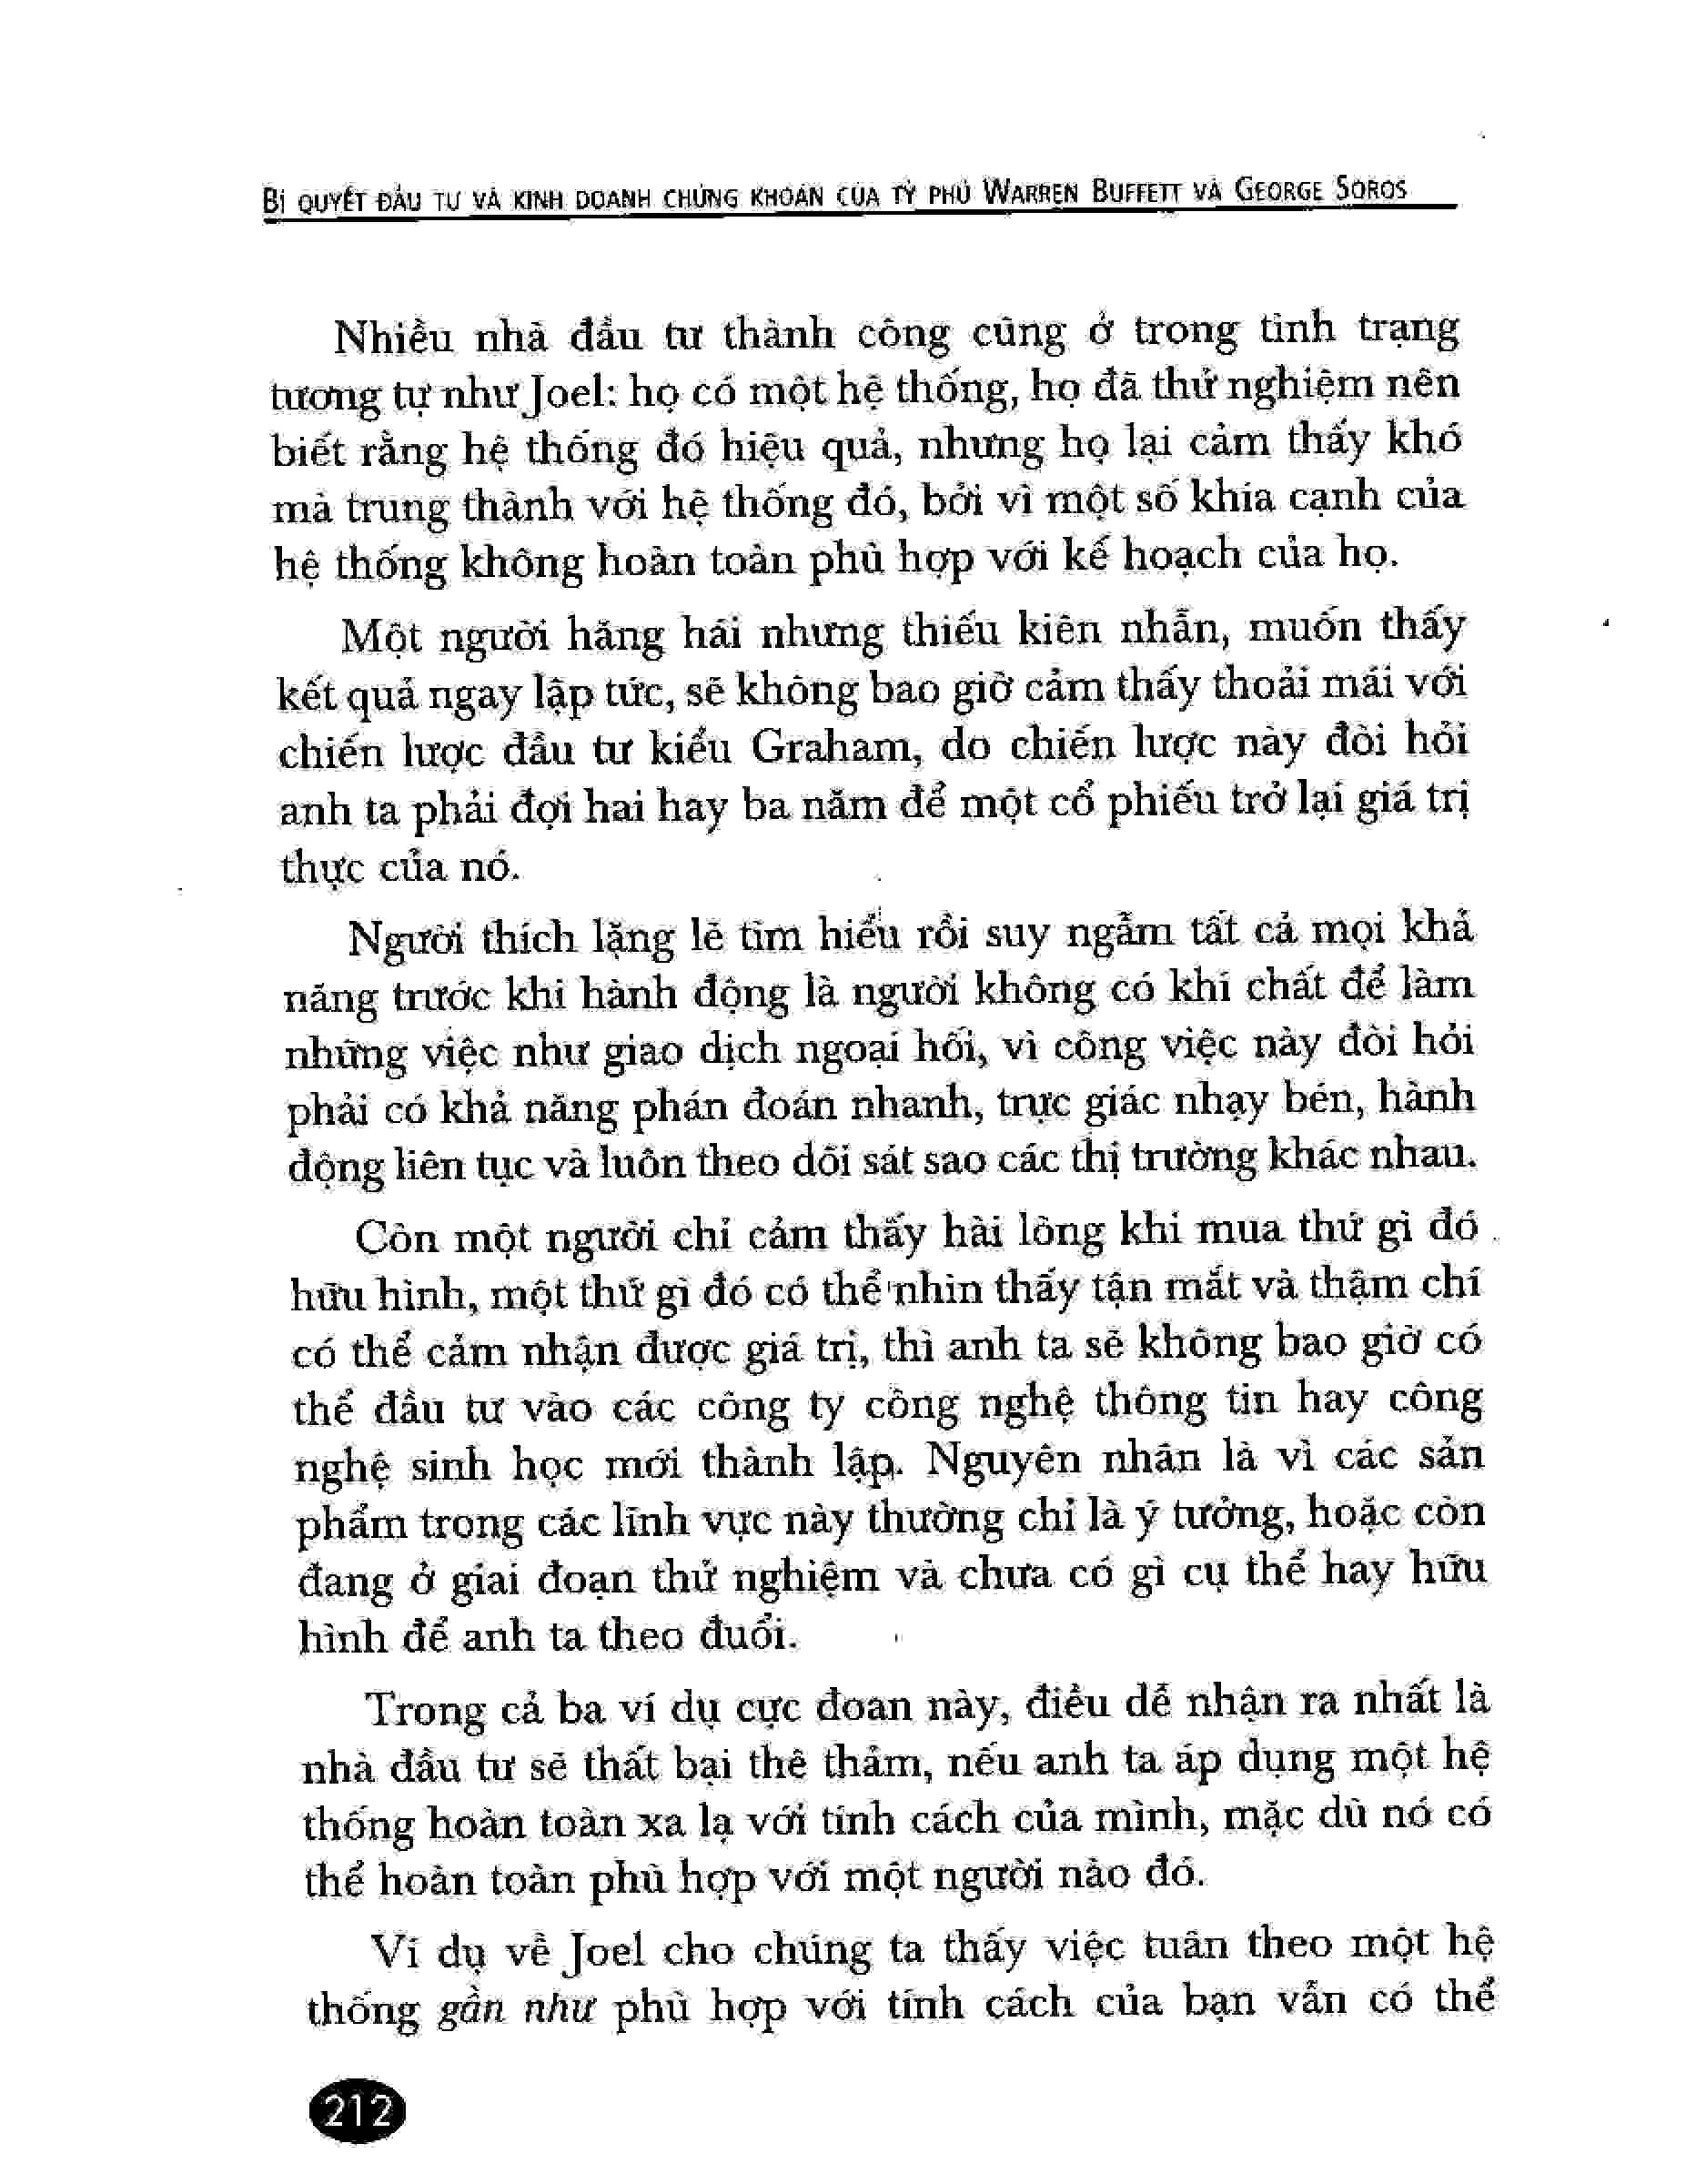 BÍ QUYẾT ĐẦU TƯ VÀ KINH DOANH CHỨNG KHOÁN CỦA TỶ PHÚ WARREN BUFFETT VÀ GEORGE SOROS
Nhiều nhà đầu tư thành công cũng ở trong tình trạng
tương tự như Joel: họ có một hệ thống, họ đã thử nghiệm nên
biết rằng hệ thống đó hiệu quả, nhưng họ lại cảm thấy khó
mà trung thành với hệ thống đó, bởi vì một số khía cạnh của
hệ thống không hoàn toàn phù hợp với kế hoạch của họ.
Một người hăng hái nhưng thiếu kiên nhẫn, muốn thấy
kết quả ngay lập tức, sẽ không bao giờ cảm thấy thoải mái với
chiến lược đầu tư kiểu Graham, do chiến lược này đòi hỏi
anh ta phải đợi hai hay ba năm để một cổ phiếu trở lại giá trị
thực của nó.
Người thích lặng lẽ tìm hiểu rồi suy ngẫm tất cả mọi khả
năng trước khi hành động là người không có khí chất để làm
những việc như giao dịch ngoại hối, vì công việc này đòi hỏi
phải có khả năng phán đoán nhanh, trực giác nhạy bén, hành
động liên tục và luôn theo dõi sát sao các thị trường khác nhau.
Còn một người chỉ cảm thấy hài lòng khi mua thứ gì đó
hữu hình, một thứ gì đó có thể nhìn thấy tận mắt và thậm chí
có thể cảm nhận được giá trị, thì anh ta sẽ không bao giờ có
thể đầu tư vào các công ty công nghệ thông tin hay công
nghệ sinh học mới thành lập. Nguyên nhân là vì các sản
phẩm trong các lĩnh vực này thường chỉ là ý tưởng, hoặc còn
đang ở giai đoạn thử nghiệm và chưa có gì cụ thể hay hữu
hình để anh ta theo đuổi.
Trong cả ba ví dụ cực đoan này, điều dễ nhận ra nhất là
nhà đầu tư sẽ thất bại thê thảm, nếu anh ta áp dụng một hệ
thống hoàn toàn xa lạ với tính cách của mình, mặc dù nó có
thể hoàn toàn phù hợp với một người nào đó.
Ví dụ về Joel cho chúng ta thấy việc tuân theo một hệ
thống gần như phù hợp với tính cách của bạn vẫn có thể
212